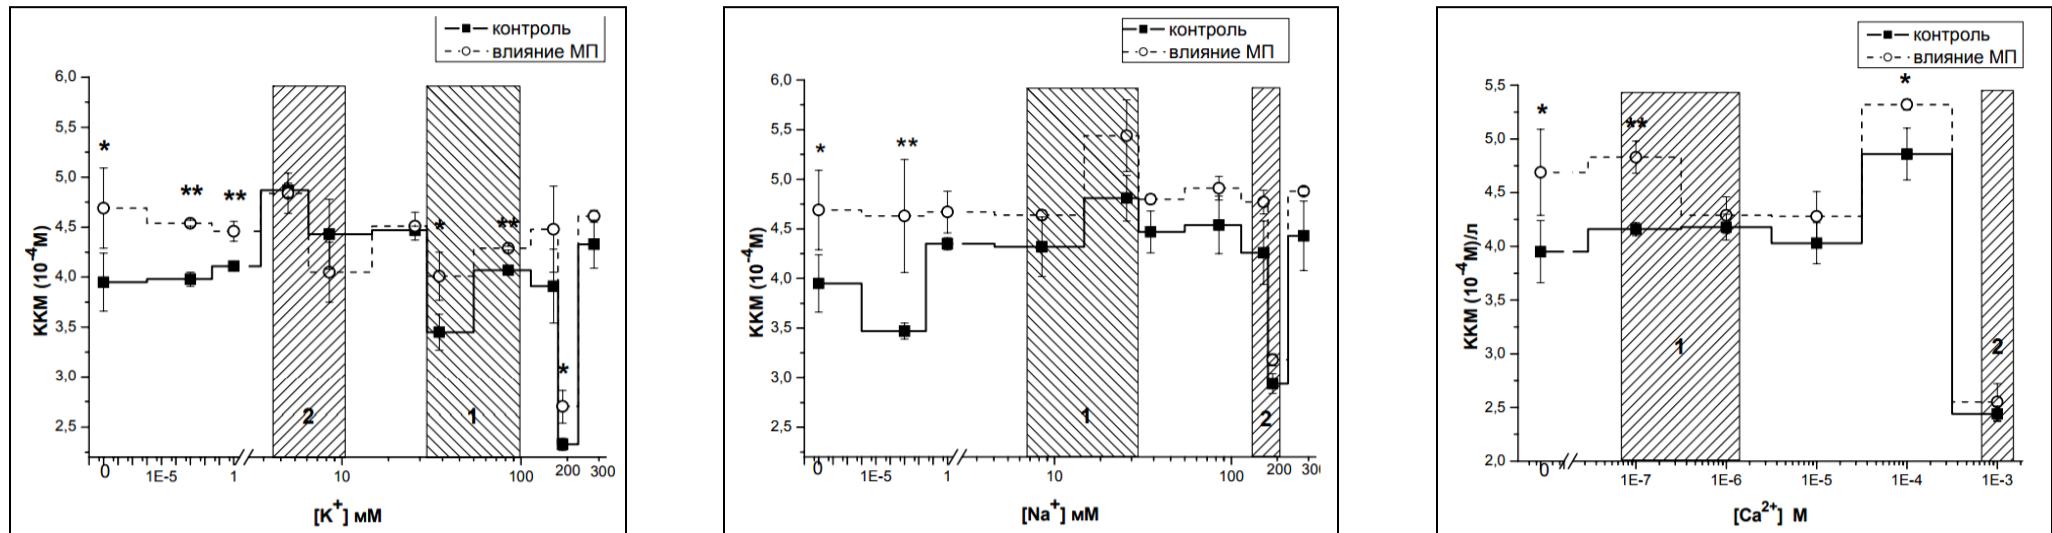 контроль
влияние МП
6,0
5,5
5,0
4,5
4,0
3,5
3,0
2,5
ККМ (10⁻⁴М)
*
**
**
*
**
*
2
1
0
1E-5
1
10
100
200
300
[K⁺] мМ
контроль
влияние МП
6,0
5,5
5,0
4,5
4,0
3,5
3,0
2,5
ККМ (10⁻⁴М)
*
**
1
2
0
1E-5
1
10
100
200
30
[Na⁺] мМ
контроль
влияние МП
5,5
5,0
4,5
4,0
3,5
3,0
2,5
2,0
ККМ (10⁻⁴М)/л
*
**
*
1
2
0
1E-7
1E-6
1E-5
1E-4
1E-3
[Ca²⁺] М